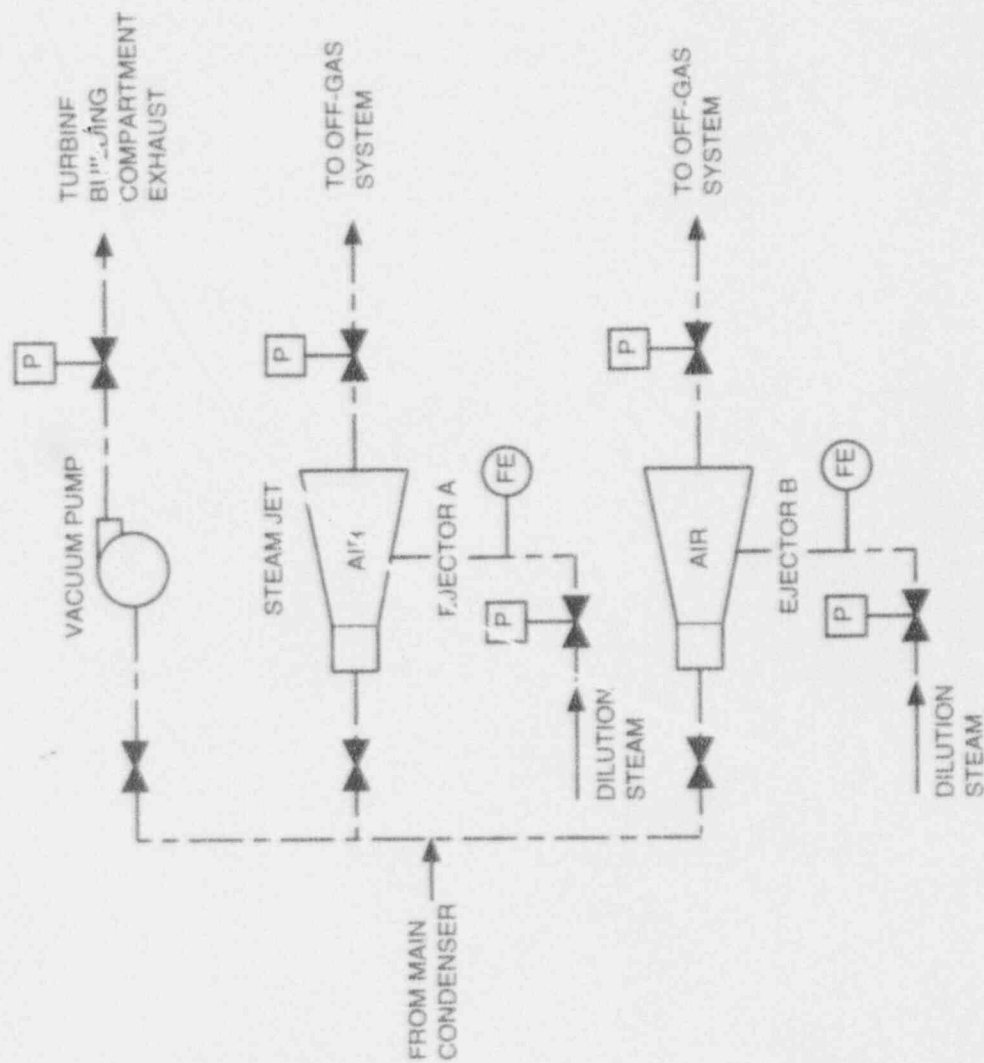 TURBINE
BUILDING
COMPARTMENT
EXHAUST
P
VACUUM PUMP
STEAM JET
P
TO OFF-GAS
SYSTEM
AIR
EJECTOR A
FROM MAIN
CONDENSER
FE
P
DILUTION
STEAM
P
TO OFF-GAS
SYSTEM
AIR
EJECTOR B
FE
P
DILUTION
STEAM